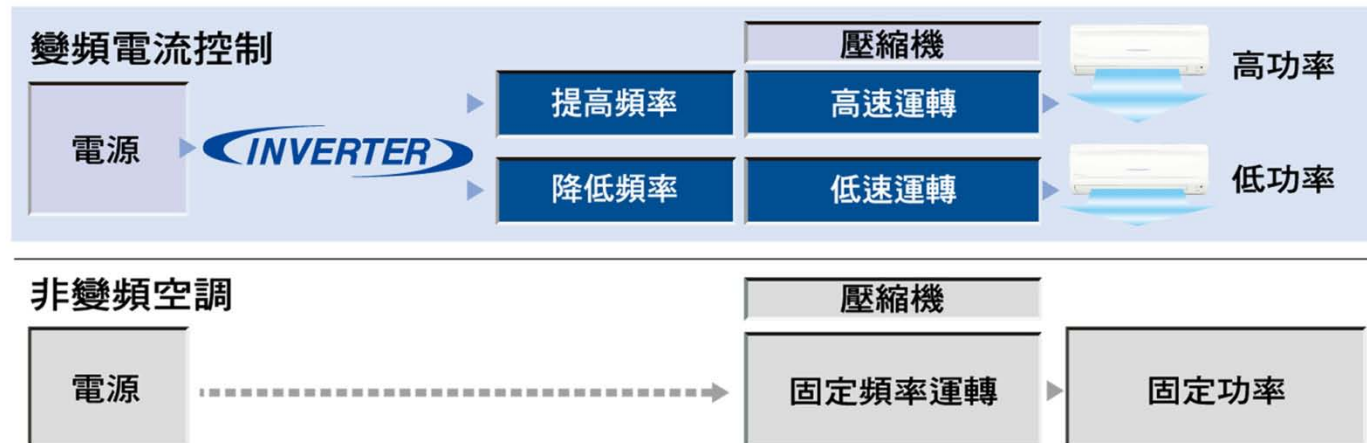 變頻電流控制
壓縮機
高功率
電源
INVERTER
提高頻率
高速運轉
降低頻率
低速運轉
低功率
非變頻空調
壓縮機
電源
固定頻率運轉
固定功率